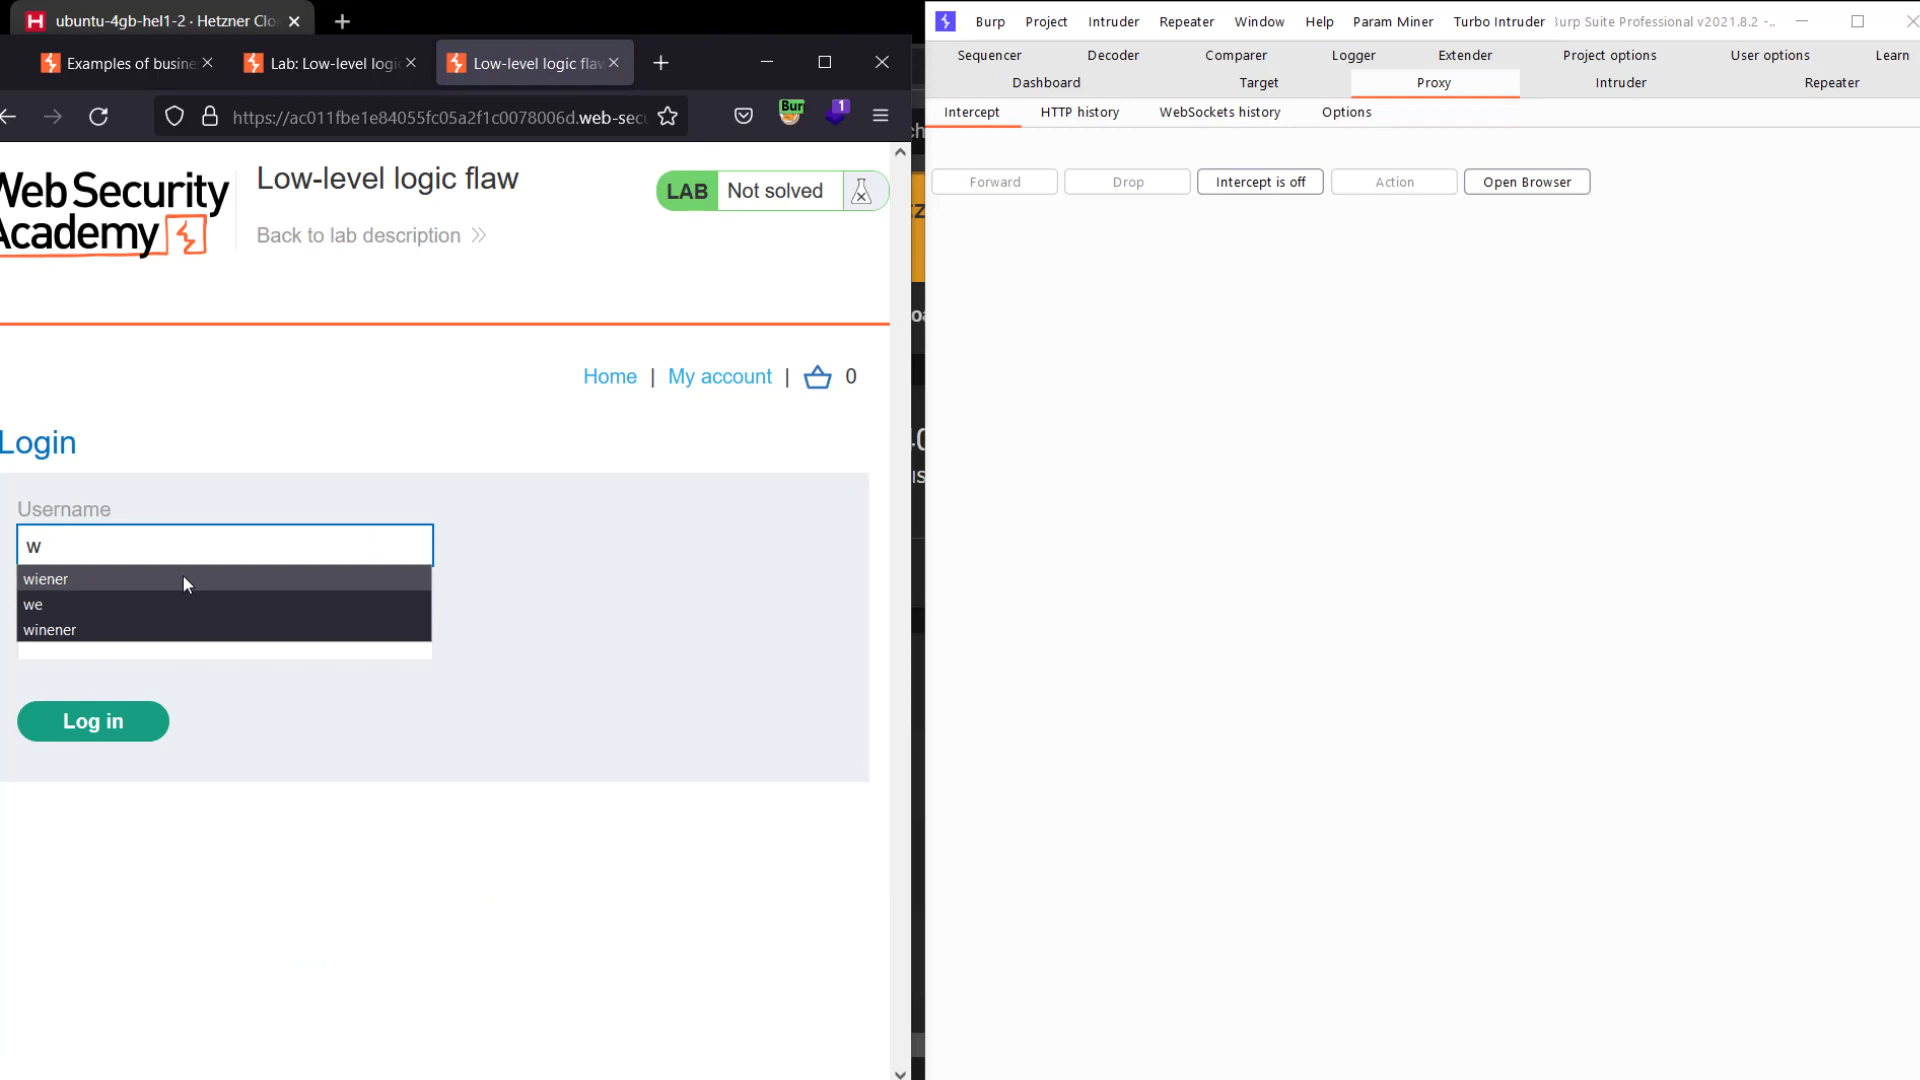 ubuntu-4gb-hel1-2 · Hetzner Clo
Examples of busine
Lab: Low-level logi
Low-level logic flaw
https://ac011fbe1e84055fc05a2f1c0078006d.web-secu
Bur
1
Web Security
Academy
Low-level logic flaw
Back to lab description
LAB Not solved
Home | My account | 0
Login
Username
w
wiener
we
winener
Log in
Burp Project Intruder Repeater Window Help Param Miner Turbo Intruder Burp Suite Professional v2021.8.2 -..
Sequencer Decoder Comparer Logger Extender Project options User options Learn
Dashboard Target Proxy Intruder Repeater
Intercept HTTP history WebSockets history Options
Forward Drop Intercept is off Action Open Browser